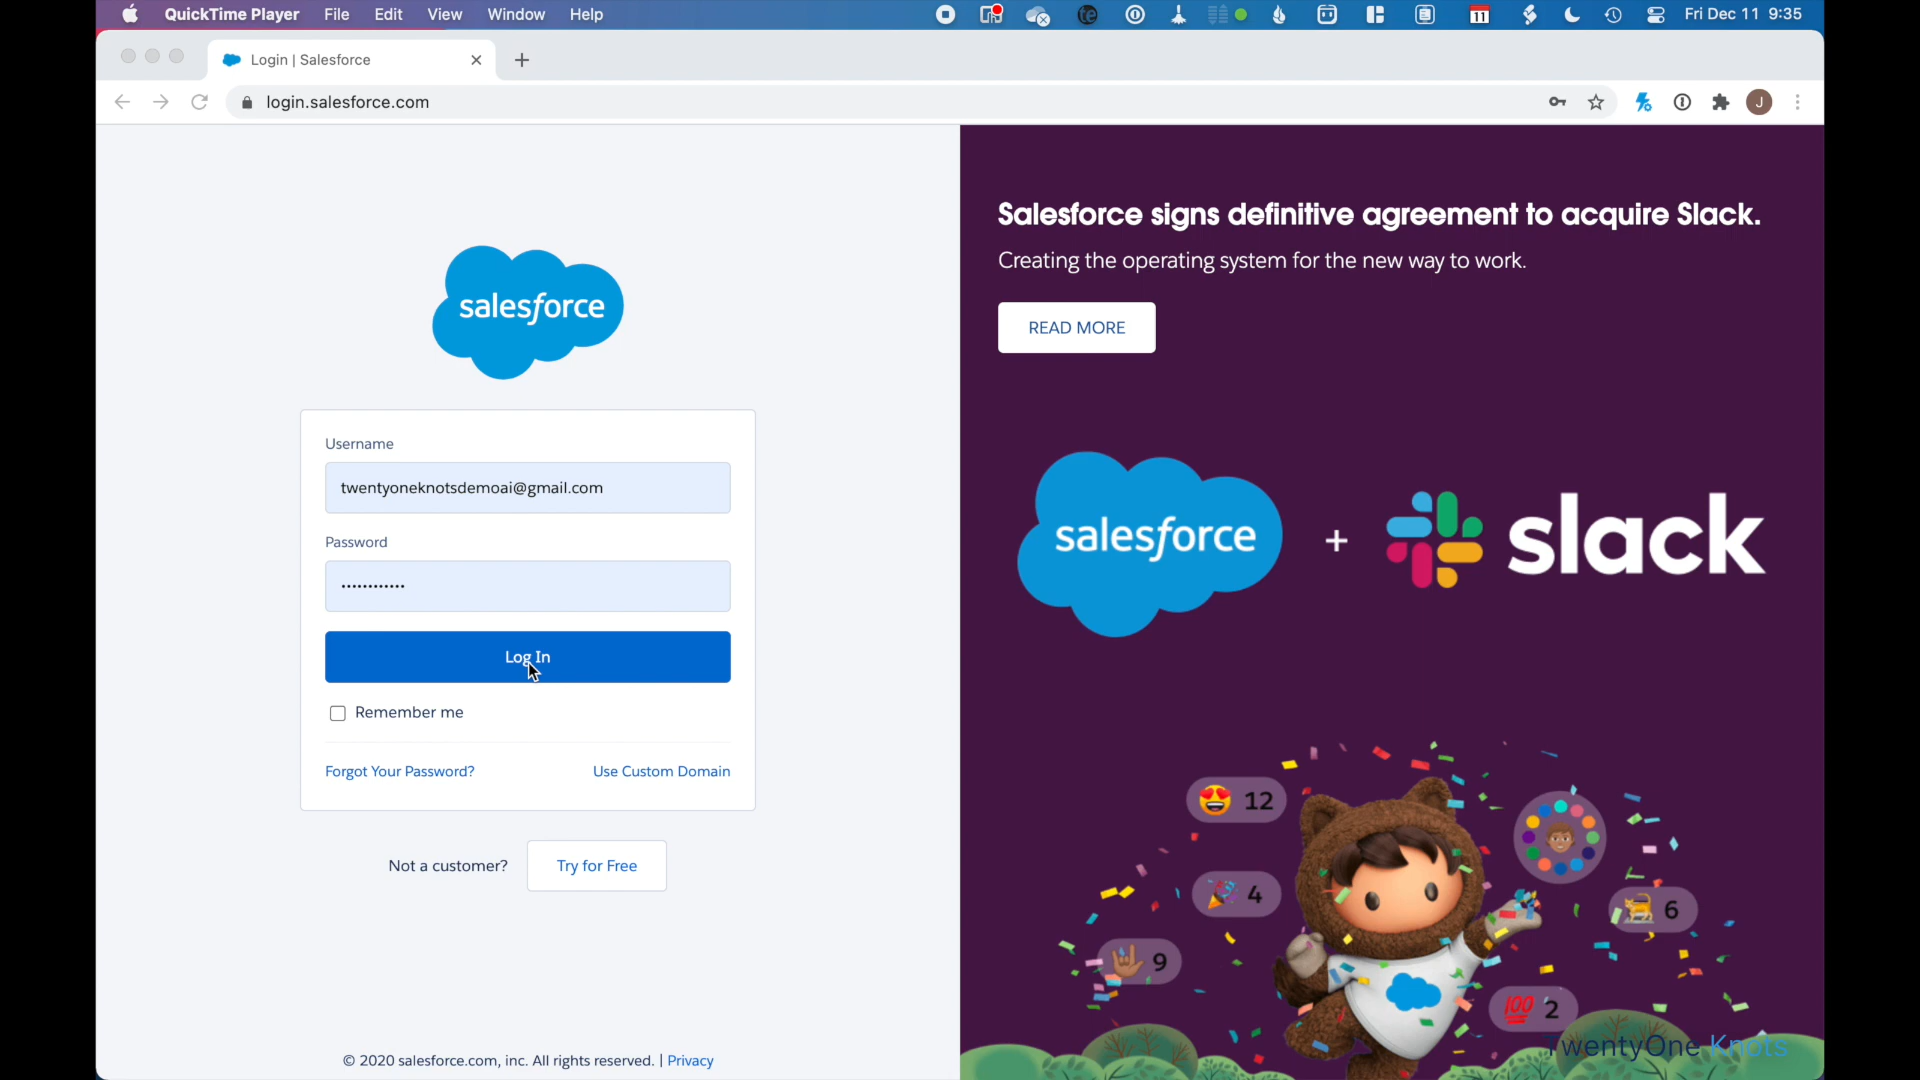 QuickTime Player File Edit View Window Help
11
Fri Dec 11 9:35
Login | Salesforce
login.salesforce.com
J
salesforce
Username
twentyoneknotsdemoai@gmail.com
Password
••••••••••••
Log In
Remember me
Forgot Your Password?
Use Custom Domain
Not a customer?
Try for Free
© 2020 salesforce.com, inc. All rights reserved. | Privacy
Salesforce signs definitive agreement to acquire Slack.
Creating the operating system for the new way to work.
READ MORE
salesforce + slack
12
4
6
9
100 2
TwentyOne Knots